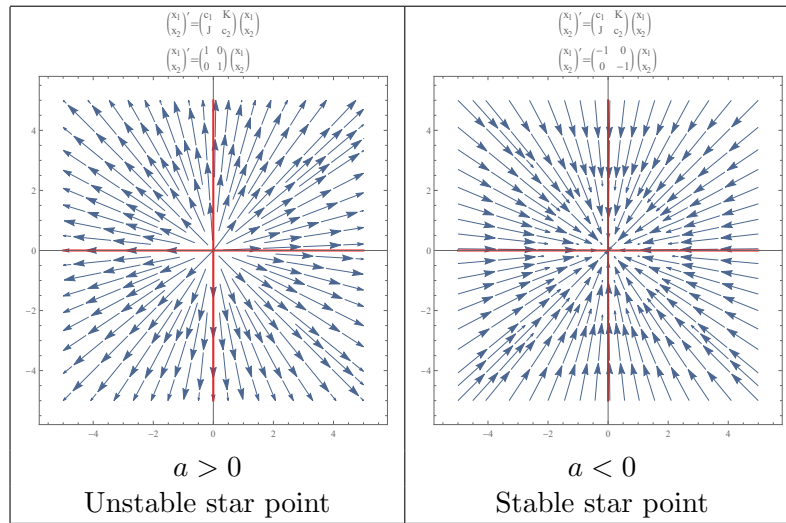 (x₁ x₂)′=(c₁ K J c₂)(x₁ x₂)
(x₁ x₂)′=(1 0 0 1)(x₁ x₂)
4
2
0
−2
−4
−4 −2 0 2 4
a > 0
Unstable star point
(x₁ x₂)′=(c₁ K J c₂)(x₁ x₂)
(x₁ x₂)′=(−1 0 0 −1)(x₁ x₂)
4
2
0
−2
−4
−4 −2 0 2 4
a < 0
Stable star point